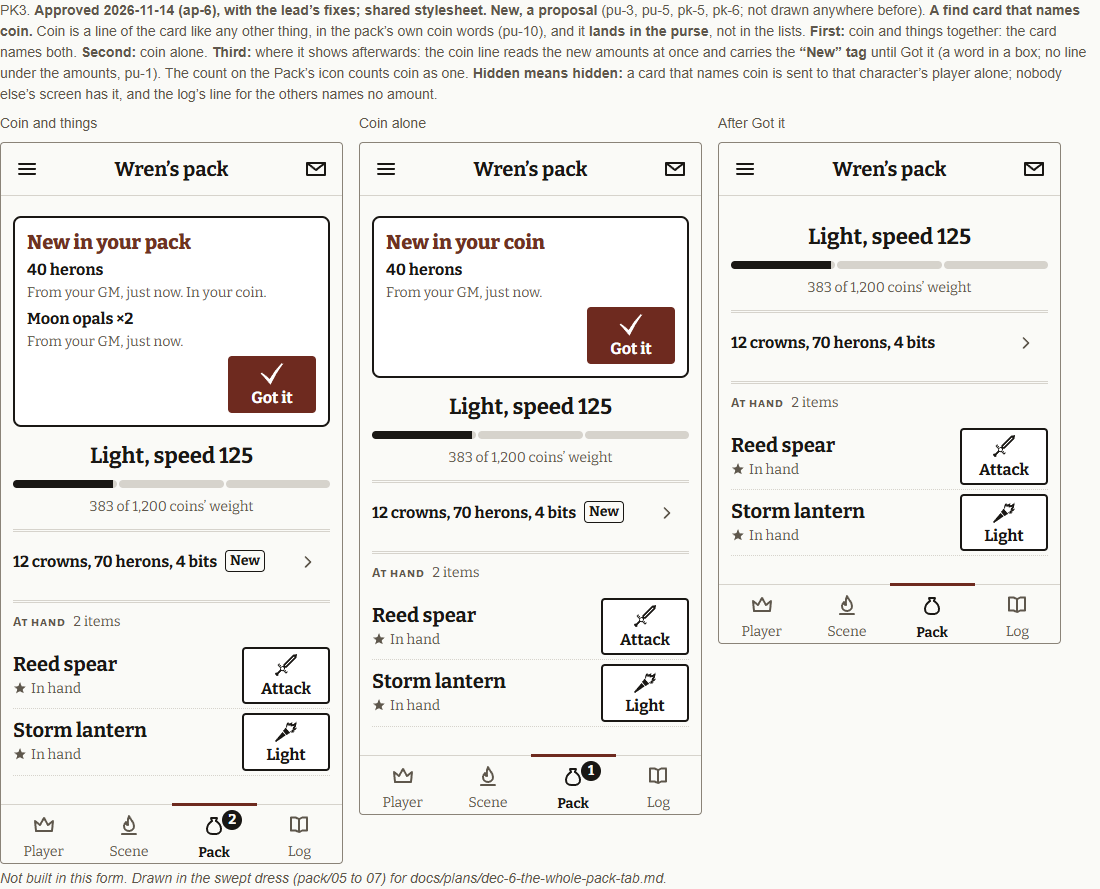 PK3. Approved 2026-11-14 (ap-6), with the lead's fixes; shared stylesheet. New, a proposal (pu-3, pu-5, pk-5, pk-6; not drawn anywhere before). A find card that names
coin. Coin is a line of the card like any other thing, in the pack's own coin words (pu-10), and it lands in the purse, not in the lists. First: coin and things together: the card
names both. Second: coin alone. Third: where it shows afterwards: the coin line reads the new amounts at once and carries the “New” tag until Got it (a word in a box; no line
under the amounts, pu-1). The count on the Pack's icon counts coin as one. Hidden means hidden: a card that names coin is sent to that character's player alone; nobody
else's screen has it, and the log's line for the others names no amount.
Coin and things
Wren’s pack
New in your pack
40 herons
From your GM, just now. In your coin.
Moon opals ×2
From your GM, just now.
Got it
Light, speed 125
383 of 1,200 coins’ weight
12 crowns, 70 herons, 4 bits New
AT HAND 2 items
Reed spear
★ In hand
Attack
Storm lantern
★ In hand
Light
2
Player Scene Pack Log
Coin alone
Wren’s pack
New in your coin
40 herons
From your GM, just now.
Got it
Light, speed 125
383 of 1,200 coins’ weight
12 crowns, 70 herons, 4 bits New
AT HAND 2 items
Reed spear
★ In hand
Attack
Storm lantern
★ In hand
Light
1
Player Scene Pack Log
After Got it
Wren’s pack
Light, speed 125
383 of 1,200 coins’ weight
12 crowns, 70 herons, 4 bits
AT HAND 2 items
Reed spear
★ In hand
Attack
Storm lantern
★ In hand
Light
Player Scene Pack Log
Not built in this form. Drawn in the swept dress (pack/05 to 07) for docs/plans/dec-6-the-whole-pack-tab.md.